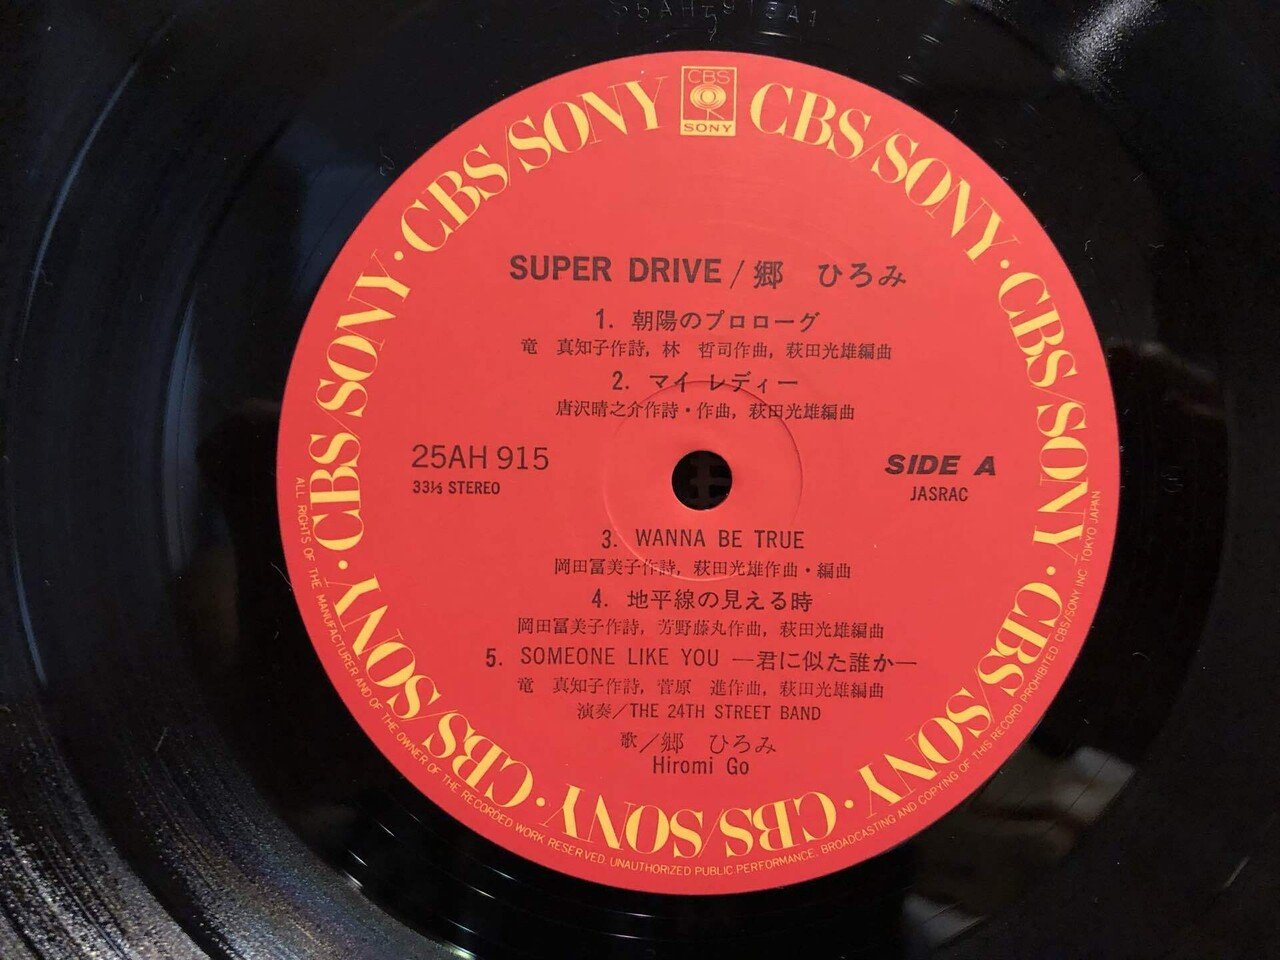 CBS
SONY
CBS/SONY · CBS/SONY · CBS/SONY · CBS/SONY · CBS/SONY · CBS/SONY · CBS/SONY · CBS/SONY
SUPER DRIVE / 郷 ひろみ
1. 朝陽のプロローグ
竜 真知子作詩, 林 哲司作曲, 萩田光雄編曲
2. マイ レディー
唐沢晴之介作詩・作曲, 萩田光雄編曲
25AH 915
33⅓ STEREO
SIDE A
JASRAC
3. WANNA BE TRUE
岡田冨美子作詩, 萩田光雄作曲・編曲
4. 地平線の見える時
岡田冨美子作詩, 芳野藤丸作曲, 萩田光雄編曲
5. SOMEONE LIKE YOU —君に似た誰か—
竜 真知子作詩, 菅原 進作曲, 萩田光雄編曲
演奏/THE 24TH STREET BAND
歌/郷 ひろみ
Hiromi Go
ALL RIGHTS OF THE MANUFACTURER AND OF THE OWNER OF THE RECORDED WORK RESERVED. UNAUTHORIZED PUBLIC PERFORMANCE. BROADCASTING AND COPYING OF THIS RECORD PROHIBITED CBS/SONY INC. TOKYO JAPAN